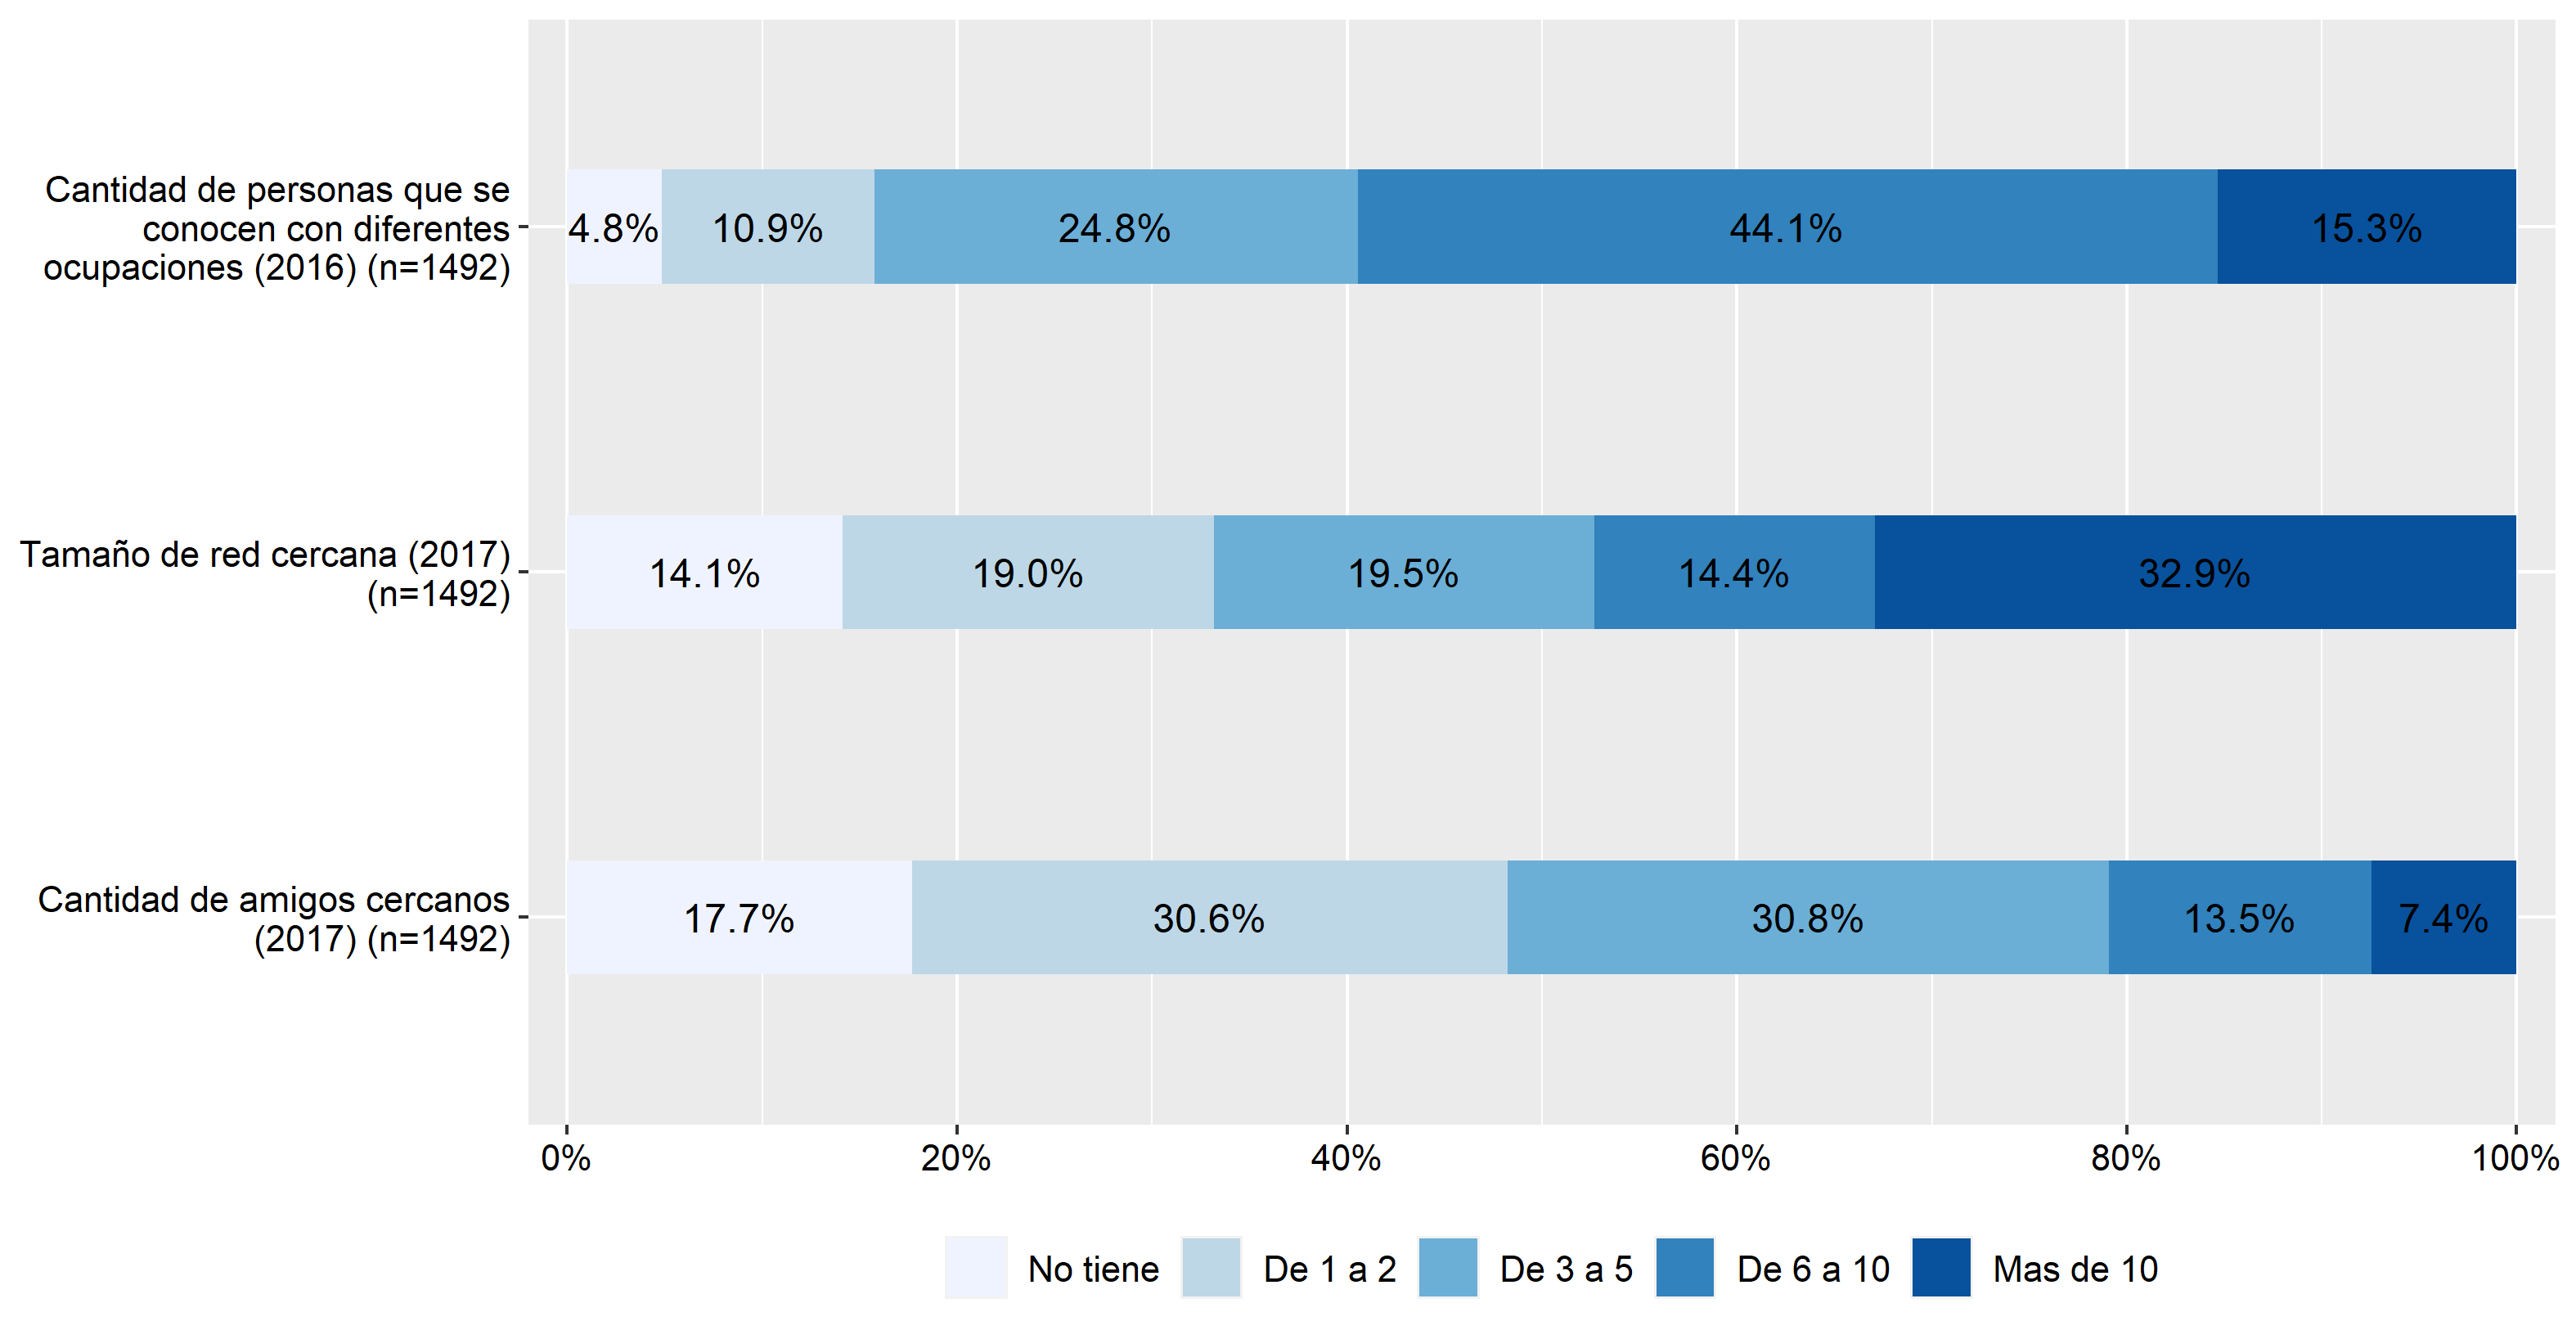 Cantidad de personas que se
conocen con diferentes
ocupaciones (2016) (n=1492)
4.8%
10.9%
24.8%
44.1%
15.3%
Tamaño de red cercana (2017)
(n=1492)
14.1%
19.0%
19.5%
14.4%
32.9%
Cantidad de amigos cercanos
(2017) (n=1492)
17.7%
30.6%
30.8%
13.5%
7.4%
0%
20%
40%
60%
80%
100%
No tiene
De 1 a 2
De 3 a 5
De 6 a 10
Mas de 10